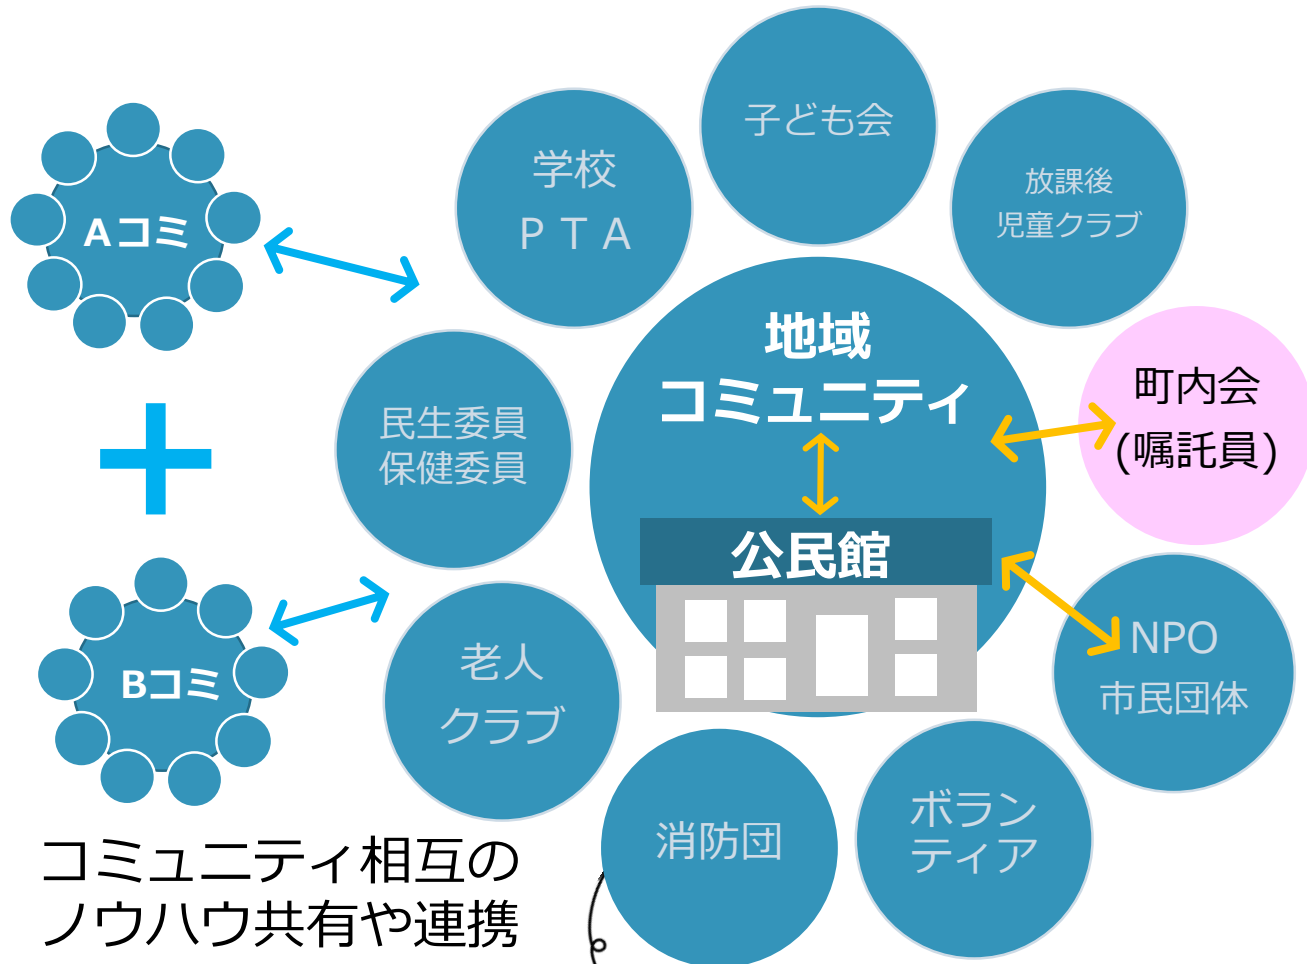 子ども会
学校
ＰＴＡ
放課後
児童クラブ
Aコミ
地域
コミュニティ
町内会
(嘱託員)
民生委員
保健委員
公民館
NPO
市民団体
老人
クラブ
Bコミ
ボラン
ティア
消防団
コミュニティ相互の
ノウハウ共有や連携